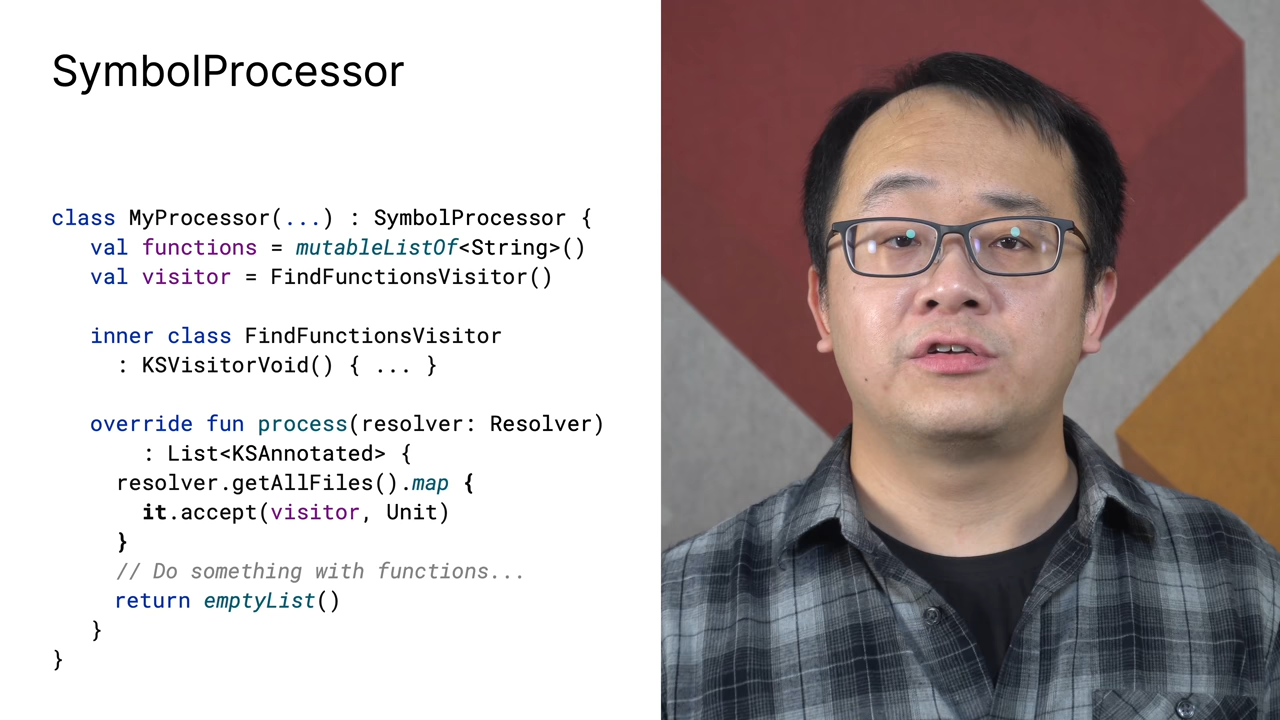 SymbolProcessor
class MyProcessor(...) : SymbolProcessor {
val functions = mutableListOf<String>()
val visitor = FindFunctionsVisitor()
inner class FindFunctionsVisitor
: KSVisitorVoid() { ... }
override fun process(resolver: Resolver)
: List<KSAnnotated> {
resolver.getAllFiles().map {
it.accept(visitor, Unit)
}
// Do something with functions...
return emptyList()
}
}